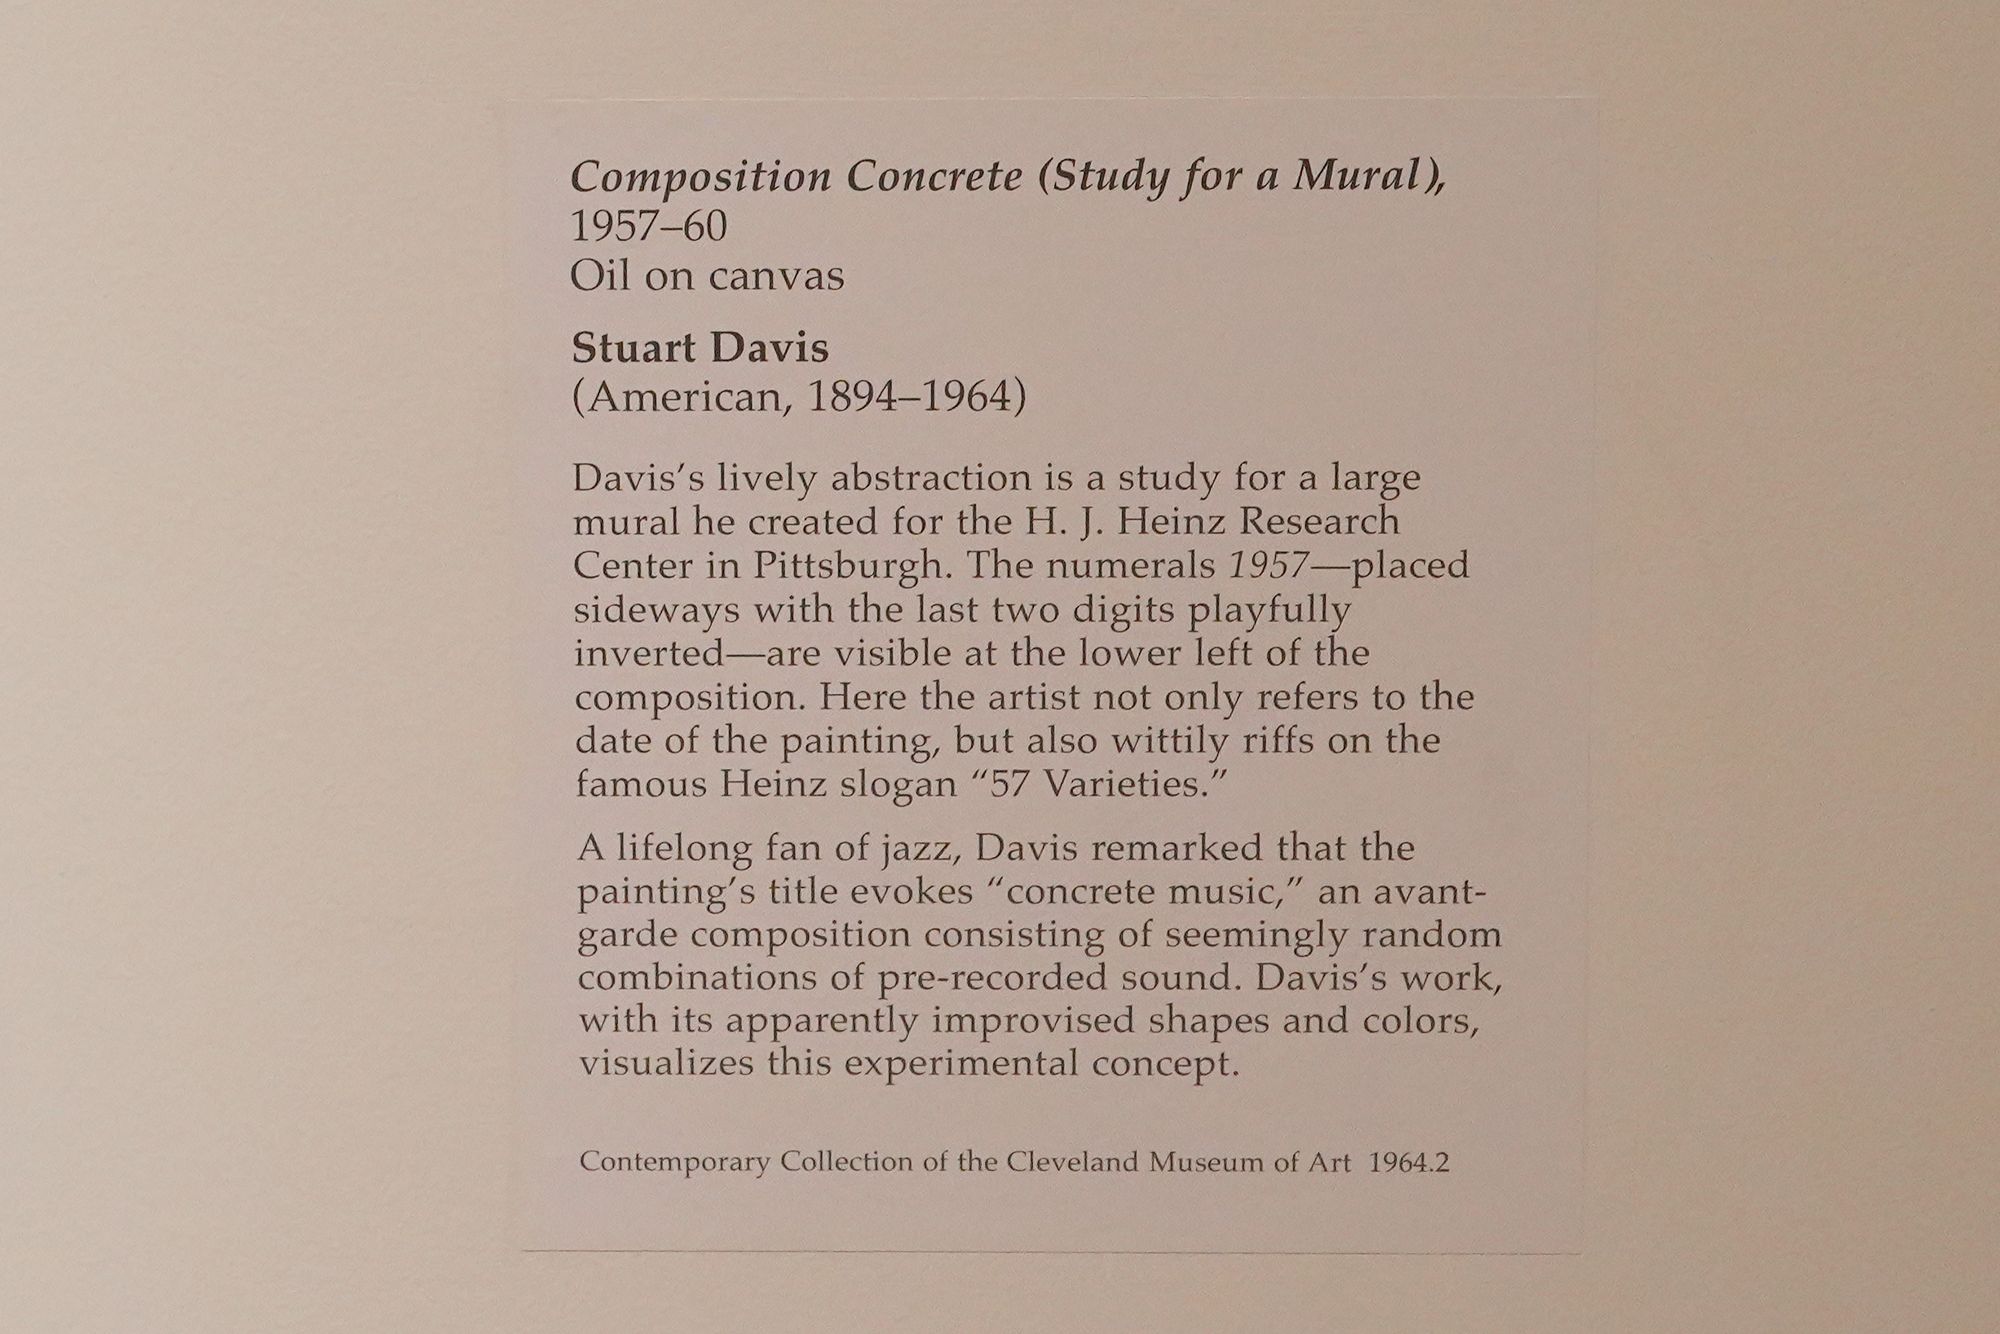 Composition Concrete (Study for a Mural),
1957–60
Oil on canvas
Stuart Davis
(American, 1894–1964)
Davis's lively abstraction is a study for a large
mural he created for the H. J. Heinz Research
Center in Pittsburgh. The numerals 1957—placed
sideways with the last two digits playfully
inverted—are visible at the lower left of the
composition. Here the artist not only refers to the
date of the painting, but also wittily riffs on the
famous Heinz slogan “57 Varieties.”
A lifelong fan of jazz, Davis remarked that the
painting's title evokes “concrete music,” an avant-
garde composition consisting of seemingly random
combinations of pre-recorded sound. Davis's work,
with its apparently improvised shapes and colors,
visualizes this experimental concept.
Contemporary Collection of the Cleveland Museum of Art 1964.2